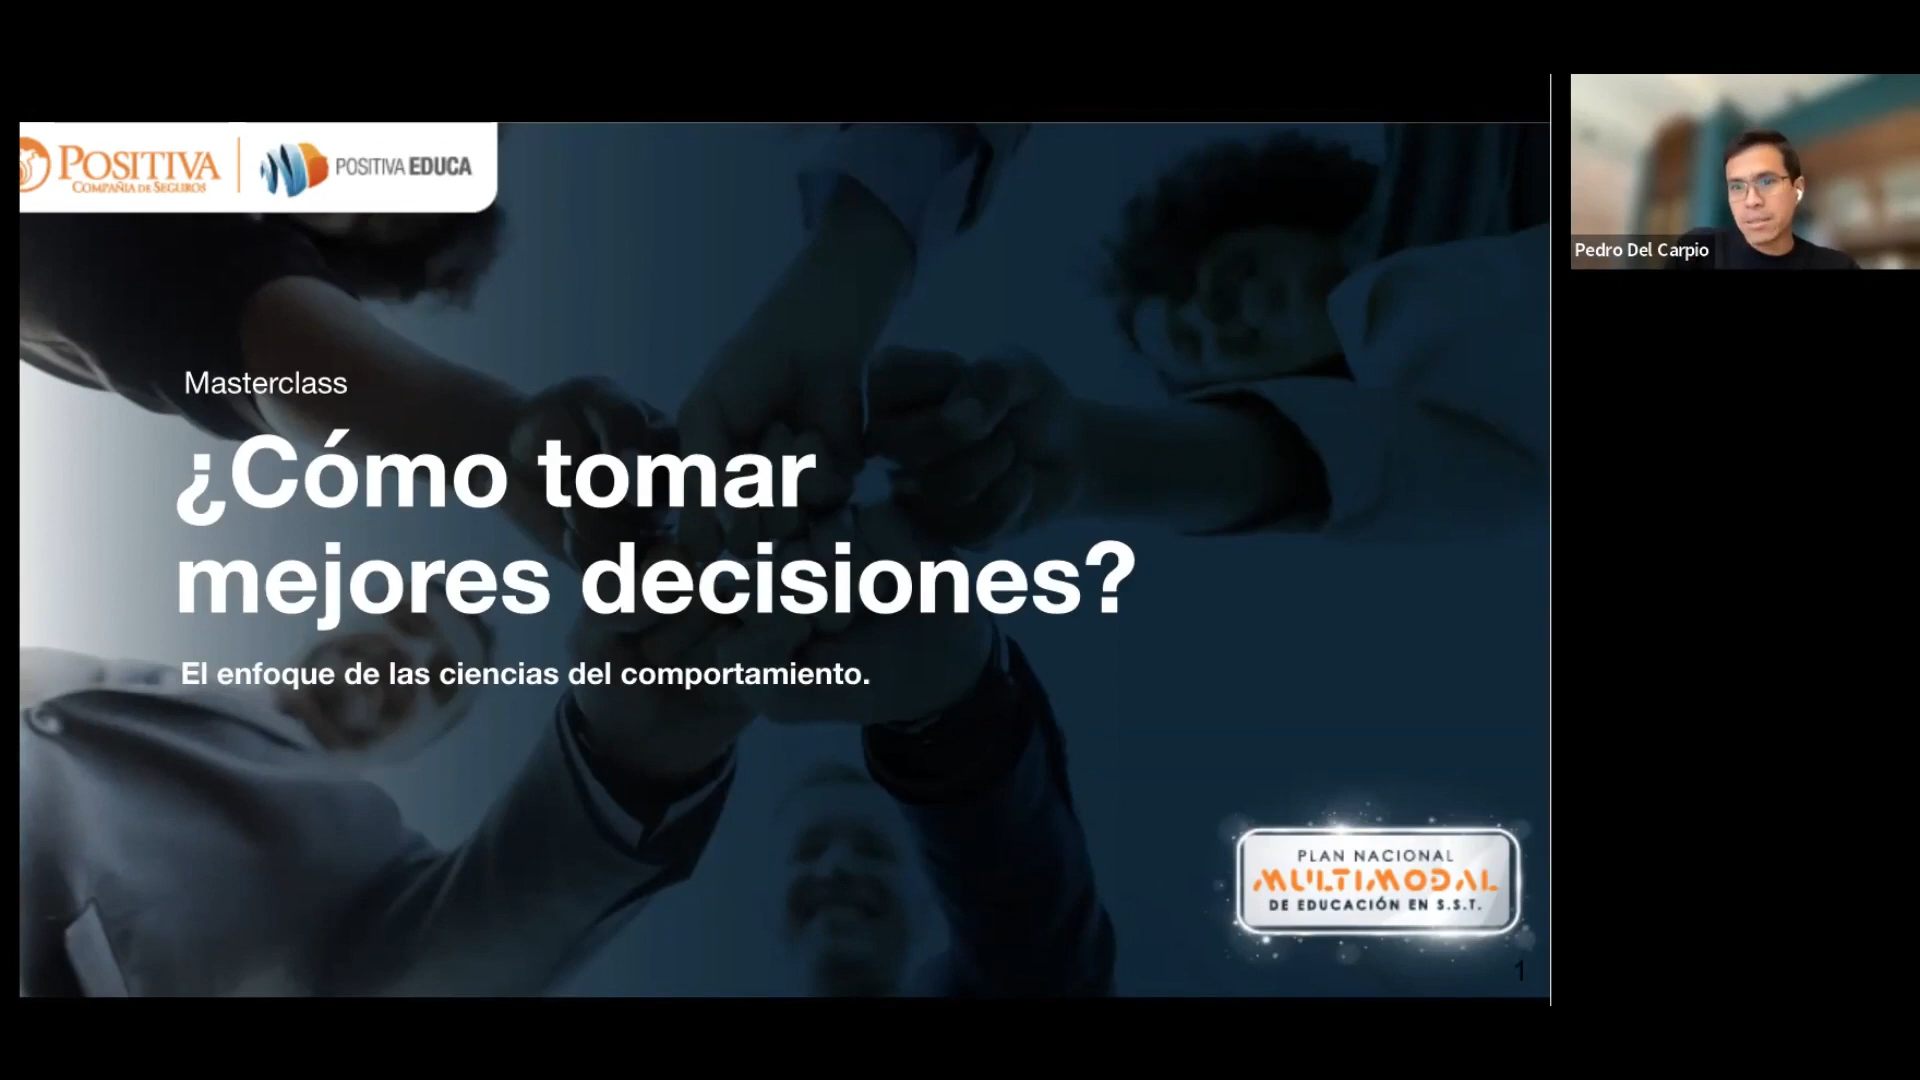 POSITIVA
COMPAÑIA DE SEGUROS
POSITIVA EDUCA
Pedro Del Carpio
Masterclass
¿Cómo tomar
mejores decisiones?
El enfoque de las ciencias del comportamiento.
PLAN NACIONAL
MULTIMODAL
DE EDUCACIÓN EN S.S.T.
1